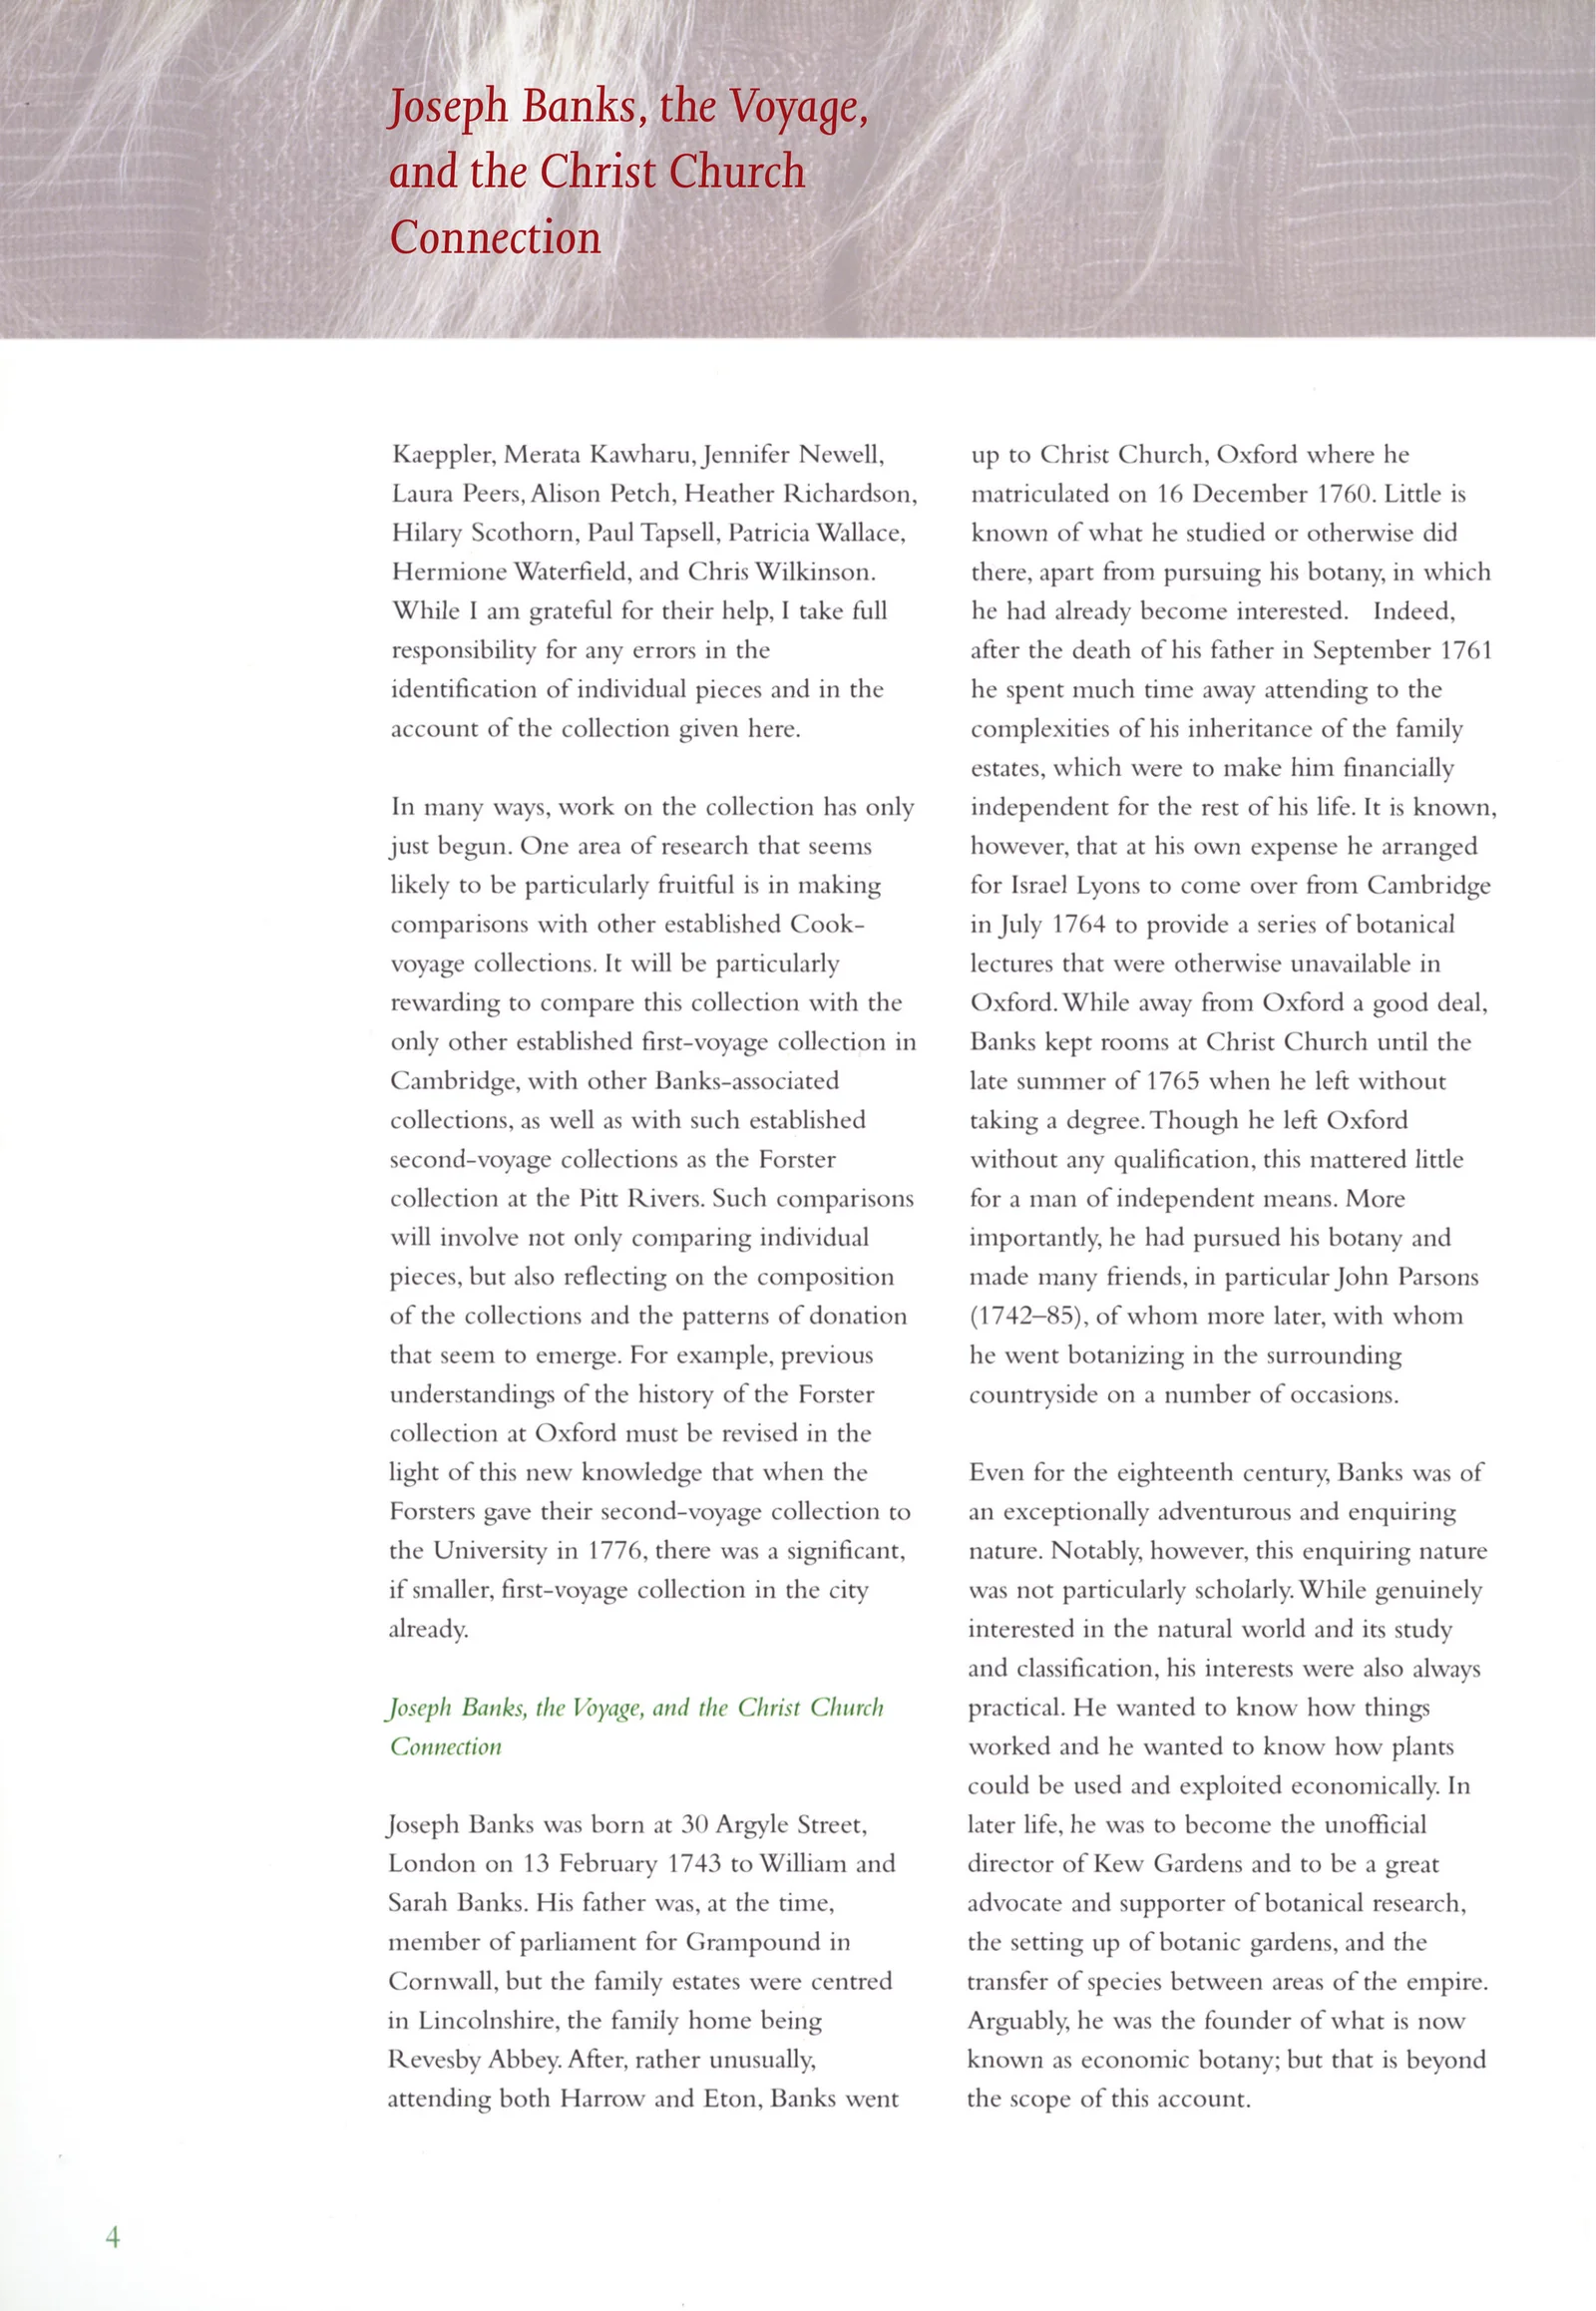 Joseph Banks, the Voyage,
and the Christ Church
Connection
Kaeppler, Merata Kawharu, Jennifer Newell,
Laura Peers, Alison Petch, Heather Richardson,
Hilary Scothorn, Paul Tapsell, Patricia Wallace,
Hermione Waterfield, and Chris Wilkinson.
While I am grateful for their help, I take full
responsibility for any errors in the
identification of individual pieces and in the
account of the collection given here.
In many ways, work on the collection has only
just begun. One area of research that seems
likely to be particularly fruitful is in making
comparisons with other established Cook-
voyage collections. It will be particularly
rewarding to compare this collection with the
only other established first-voyage collection in
Cambridge, with other Banks-associated
collections, as well as with such established
second-voyage collections as the Forster
collection at the Pitt Rivers. Such comparisons
will involve not only comparing individual
pieces, but also reflecting on the composition
of the collections and the patterns of donation
that seem to emerge. For example, previous
understandings of the history of the Forster
collection at Oxford must be revised in the
light of this new knowledge that when the
Forsters gave their second-voyage collection to
the University in 1776, there was a significant,
if smaller, first-voyage collection in the city
already.
Joseph Banks, the Voyage, and the Christ Church
Connection
Joseph Banks was born at 30 Argyle Street,
London on 13 February 1743 to William and
Sarah Banks. His father was, at the time,
member of parliament for Grampound in
Cornwall, but the family estates were centred
in Lincolnshire, the family home being
Revesby Abbey. After, rather unusually,
attending both Harrow and Eton, Banks went
up to Christ Church, Oxford where he
matriculated on 16 December 1760. Little is
known of what he studied or otherwise did
there, apart from pursuing his botany, in which
he had already become interested. Indeed,
after the death of his father in September 1761
he spent much time away attending to the
complexities of his inheritance of the family
estates, which were to make him financially
independent for the rest of his life. It is known,
however, that at his own expense he arranged
for Israel Lyons to come over from Cambridge
in July 1764 to provide a series of botanical
lectures that were otherwise unavailable in
Oxford. While away from Oxford a good deal,
Banks kept rooms at Christ Church until the
late summer of 1765 when he left without
taking a degree. Though he left Oxford
without any qualification, this mattered little
for a man of independent means. More
importantly, he had pursued his botany and
made many friends, in particular John Parsons
(1742–85), of whom more later, with whom
he went botanizing in the surrounding
countryside on a number of occasions.
Even for the eighteenth century, Banks was of
an exceptionally adventurous and enquiring
nature. Notably, however, this enquiring nature
was not particularly scholarly. While genuinely
interested in the natural world and its study
and classification, his interests were also always
practical. He wanted to know how things
worked and he wanted to know how plants
could be used and exploited economically. In
later life, he was to become the unofficial
director of Kew Gardens and to be a great
advocate and supporter of botanical research,
the setting up of botanic gardens, and the
transfer of species between areas of the empire.
Arguably, he was the founder of what is now
known as economic botany; but that is beyond
the scope of this account.
4